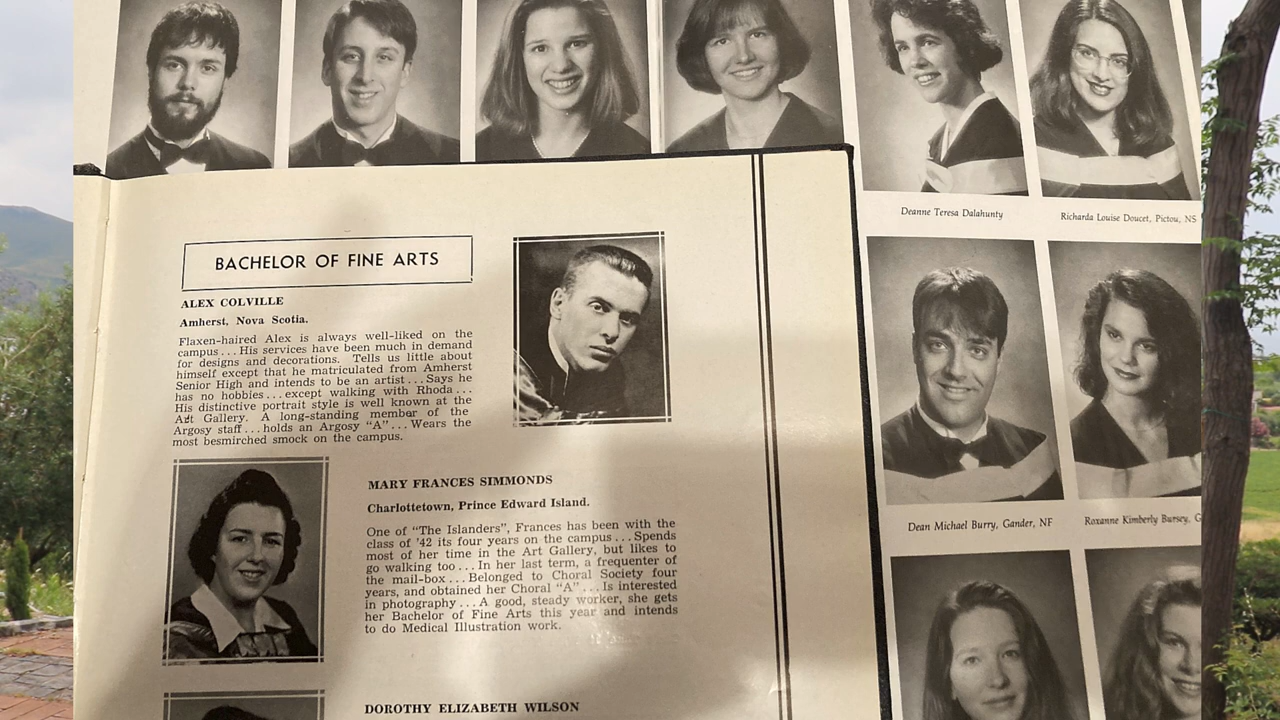 BACHELOR OF FINE ARTS
ALEX COLVILLE
Amherst, Nova Scotia.
Flaxen-haired Alex is always well-liked on the
campus... His services have been much in demand
for designs and decorations. Tells us little about
himself except that he matriculated from Amherst
Senior High and intends to be an artist... Says he
has no hobbies... except walking with Rhoda...
His distinctive portrait style is well known at the
Art Gallery. A long-standing member of the
Argosy staff... holds an Argosy "A"... Wears the
most besmirched smock on the campus.
MARY FRANCES SIMMONDS
Charlottetown, Prince Edward Island.
One of "The Islanders", Frances has been with the
class of '42 its four years on the campus... Spends
most of her time in the Art Gallery, but likes to
go walking too... In her last term, a frequenter of
the mail-box... Belonged to Choral Society four
years, and obtained her Choral "A"... Is interested
in photography... A good, steady worker, she gets
her Bachelor of Fine Arts this year and intends
to do Medical Illustration work.
DOROTHY ELIZABETH WILSON
Deanne Teresa Dalahunty
Richarda Louise Doucet, Pictou, NS
Dean Michael Burry, Gander, NF
Roxanne Kimberly Bursey, G